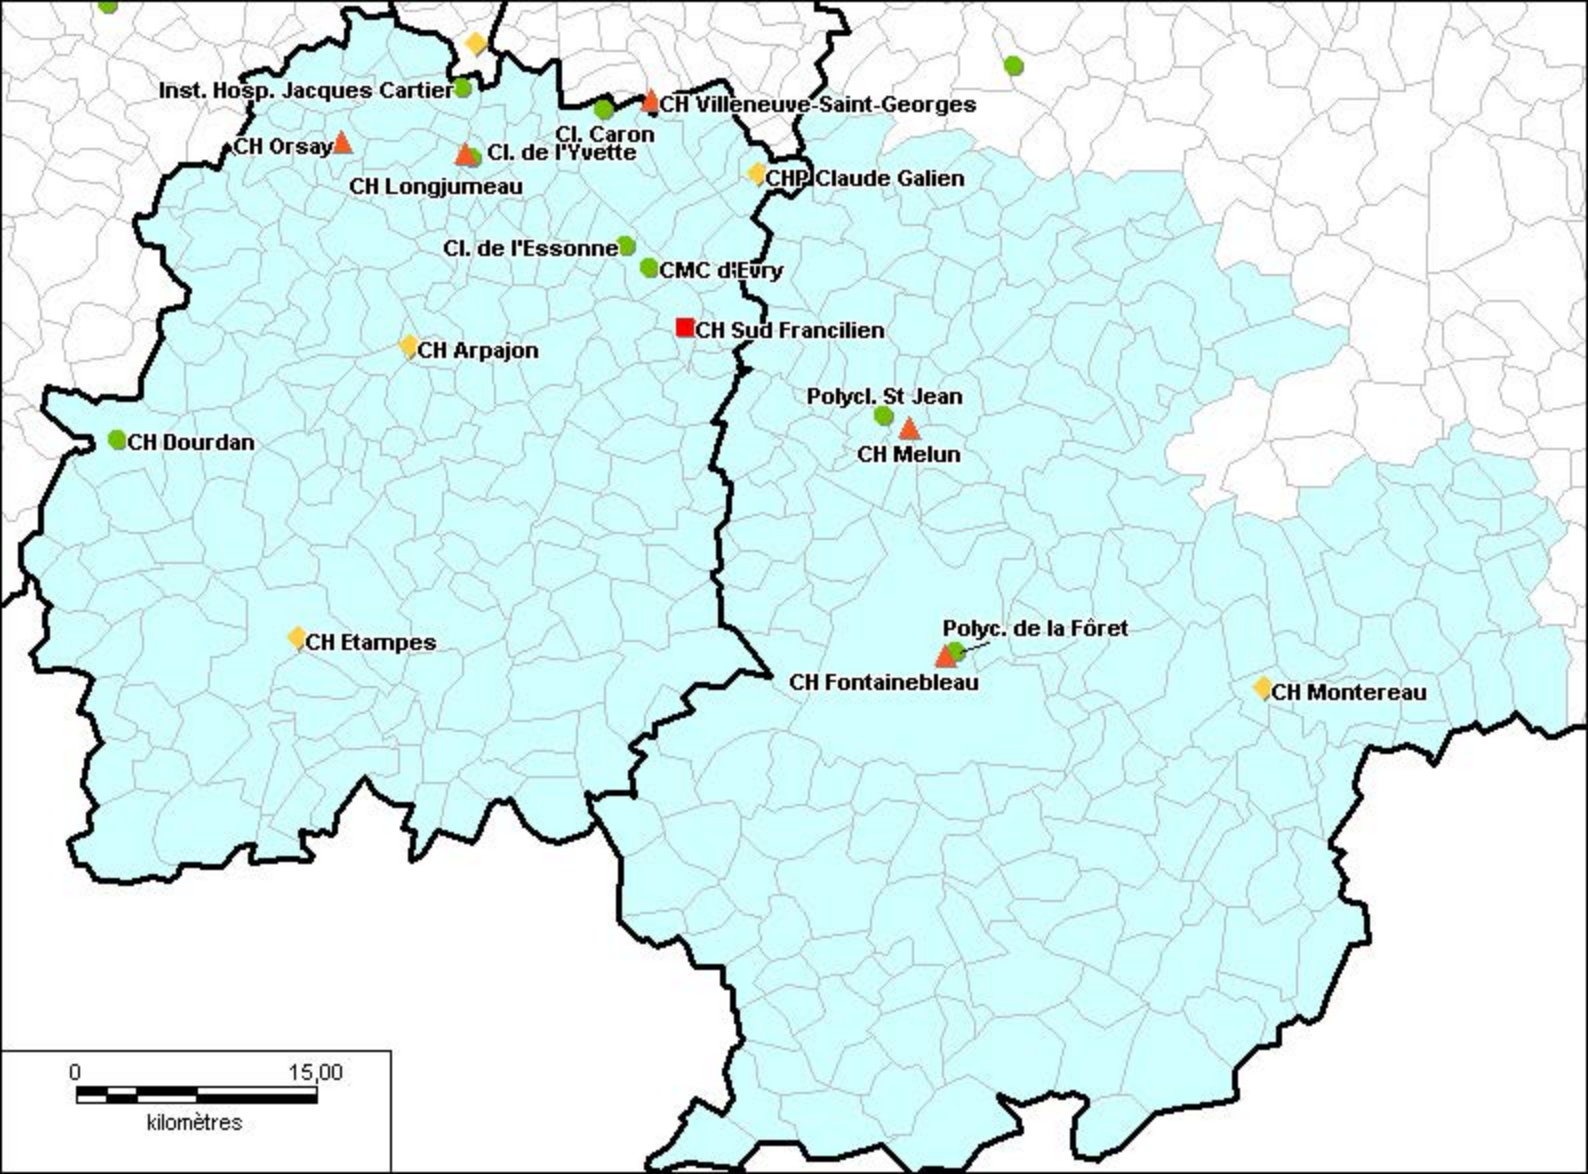 Inst. Hosp. Jacques Cartier
CH Villeneuve-Saint-Georges
Cl. Caron
CH Orsay
Cl. de l'Yvette
CH Longjumeau
CHP Claude Galien
Cl. de l'Essonne
CMC d'Evry
CH Sud Francilien
CH Arpajon
Polycl. St Jean
CH Dourdan
CH Melun
Polyc. de la Fôret
CH Etampes
CH Fontainebleau
CH Montereau
0 15,00
kilomètres